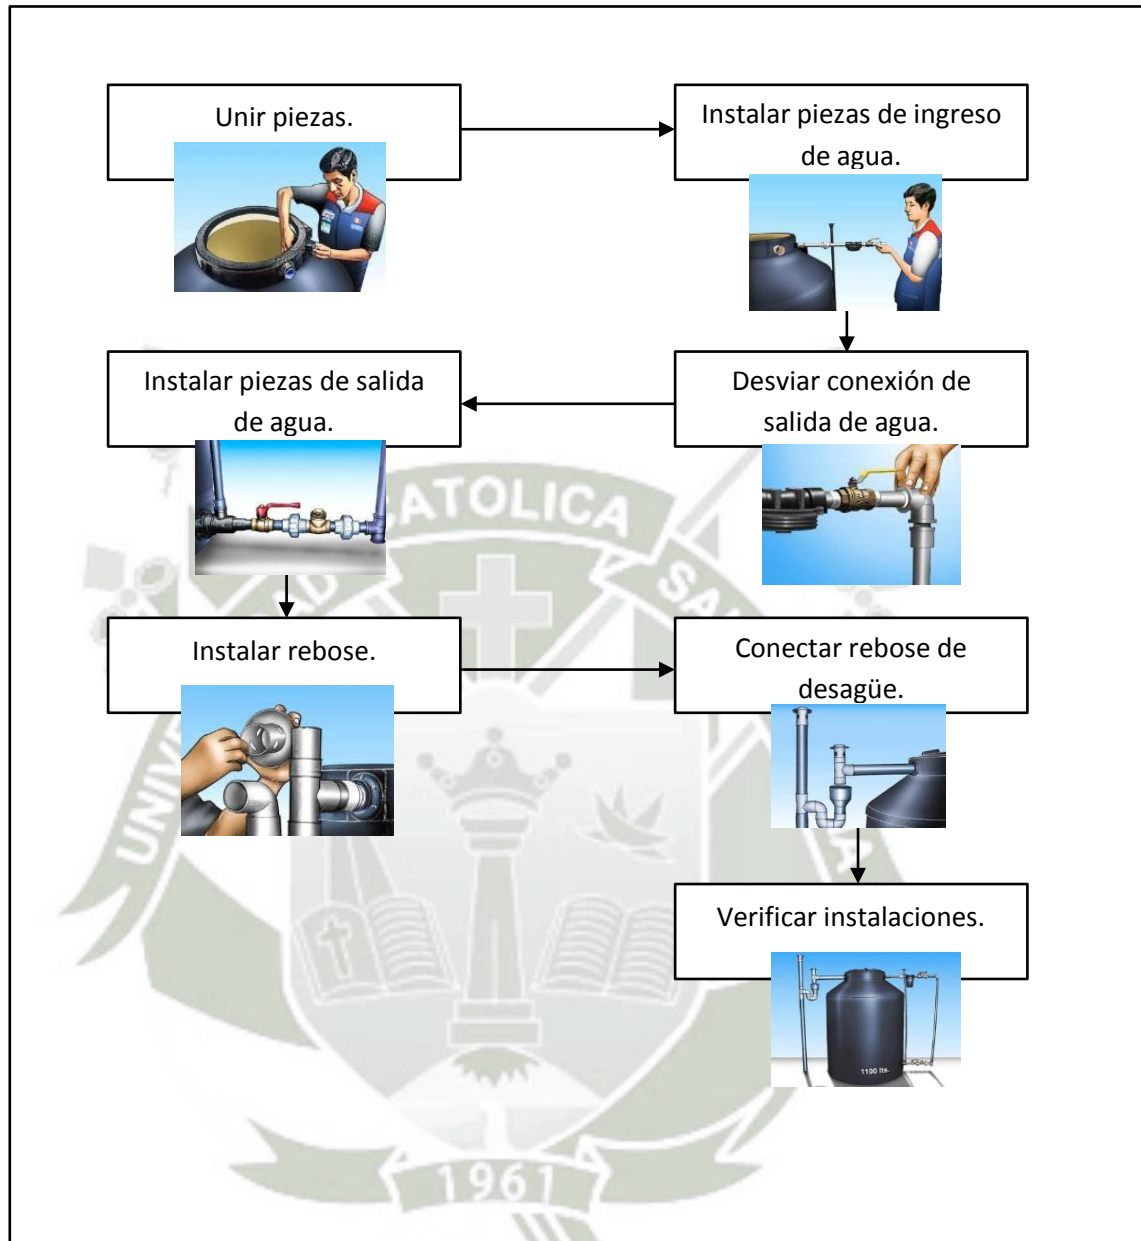 Unir piezas.
Instalar piezas de ingreso
de agua.
Desviar conexión de
salida de agua.
Instalar piezas de salida
de agua.
Instalar rebose.
Conectar rebose de
desagüe.
Verificar instalaciones.
1100 lts.
CATOLICA
1961